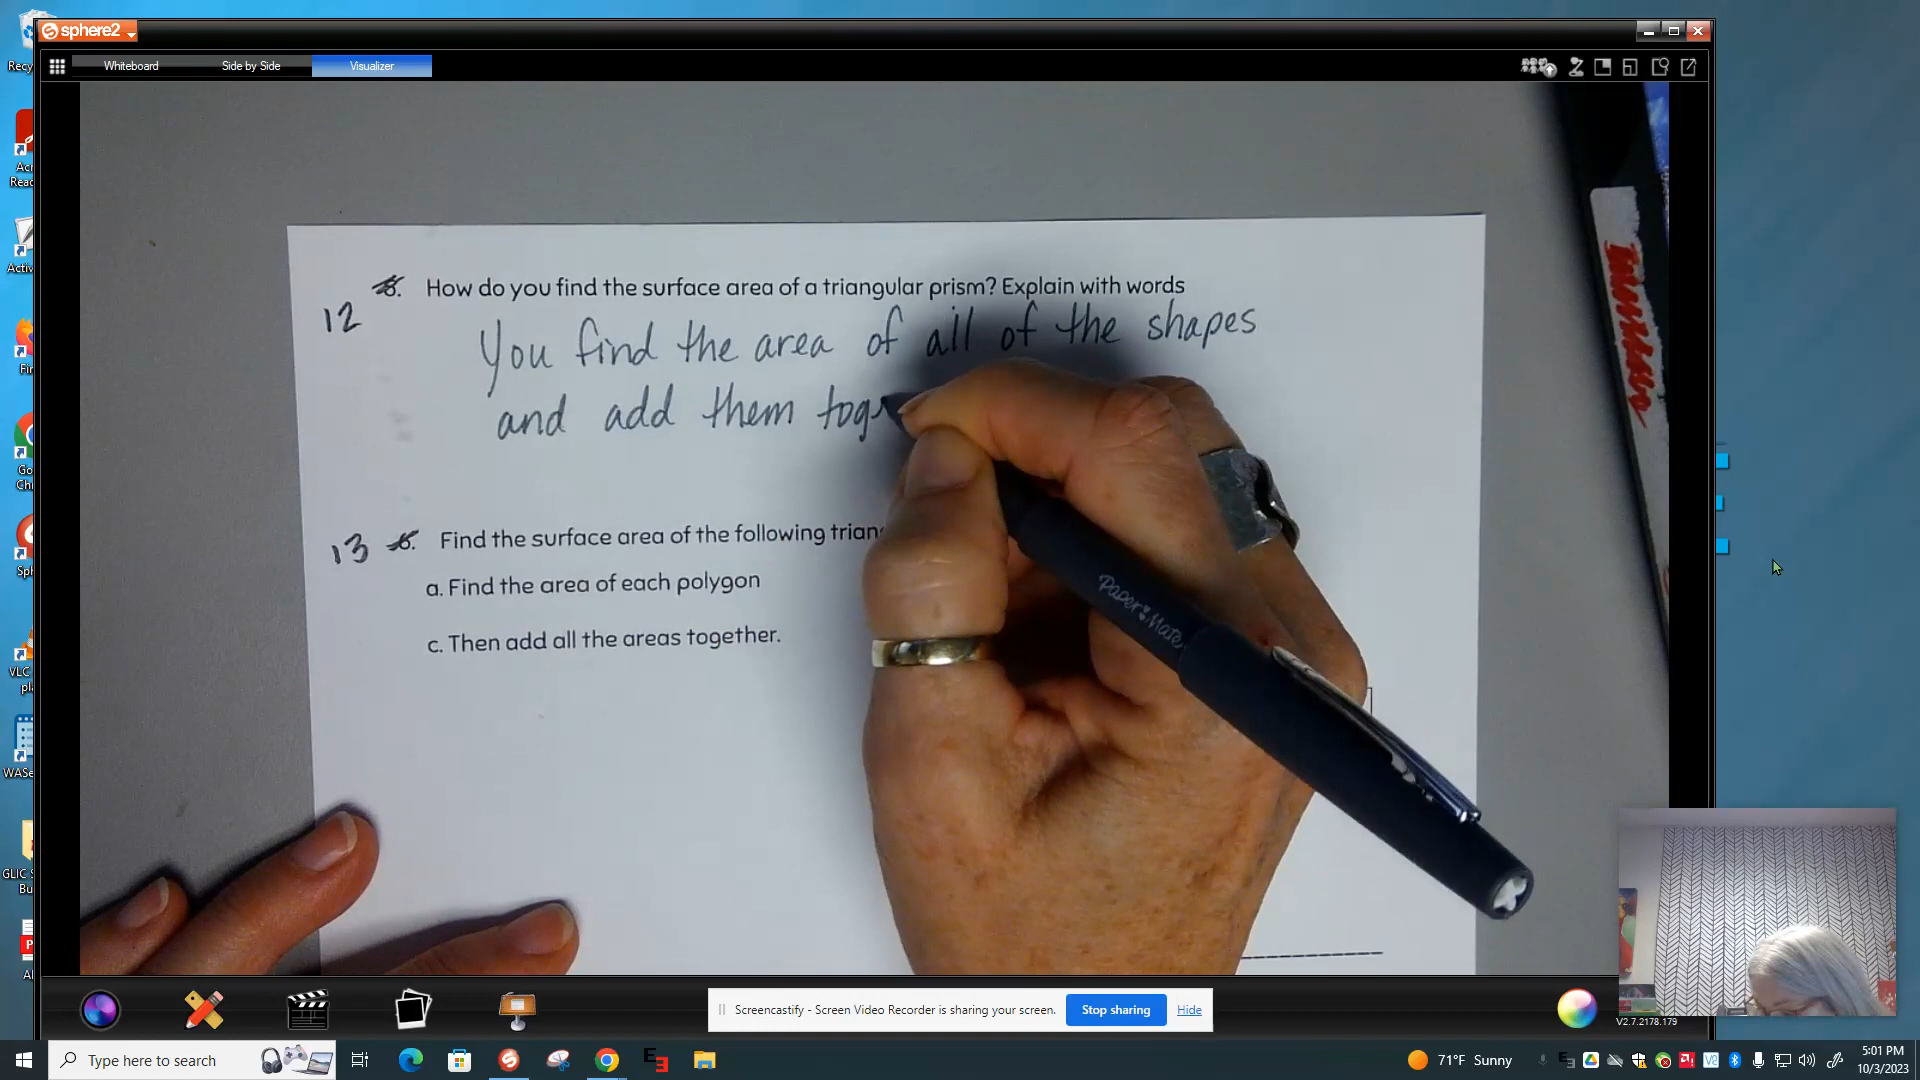 sphere2
Whiteboard
Side by Side
Visualizer
12 5. How do you find the surface area of a triangular prism? Explain with words
You find the area of all of the shapes
and add them tog
13 6. Find the surface area of the following trian
a. Find the area of each polygon
c. Then add all the areas together.
Paper Mate
Screencastify - Screen Video Recorder is sharing your screen.
Stop sharing
Hide
V2.7.2178.179
Type here to search
71°F Sunny
5:01 PM
10/3/2023